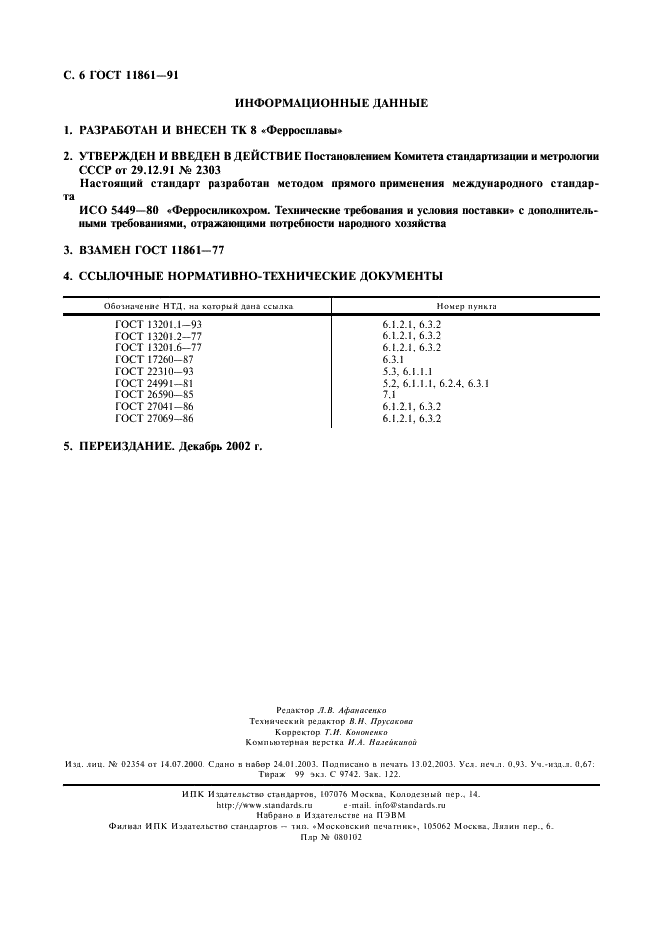 С. 6 ГОСТ 11861—91
ИНФОРМАЦИОННЫЕ ДАННЫЕ
1. РАЗРАБОТАН И ВНЕСЕН ТК 8 «Ферросплавы»
2. УТВЕРЖДЕН И ВВЕДЕН В ДЕЙСТВИЕ Постановлением Комитета стандартизации и метрологии
СССР от 29.12.91 № 2303
Настоящий стандарт разработан методом прямого применения международного стандар-
та
ИСО 5449—80 «Ферросиликохром. Технические требования и условия поставки» с дополнитель-
ными требованиями, отражающими потребности народного хозяйства
3. ВЗАМЕН ГОСТ 11861—77
4. ССЫЛОЧНЫЕ НОРМАТИВНО-ТЕХНИЧЕСКИЕ ДОКУМЕНТЫ
Обозначение НТД, на который дана ссылка Номер пункта
ГОСТ 13201.1—93 6.1.2.1, 6.3.2
ГОСТ 13201.2—77 6.1.2.1, 6.3.2
ГОСТ 13201.6—77 6.1.2.1, 6.3.2
ГОСТ 17260—87 6.3.1
ГОСТ 22310—93 5.3, 6.1.1.1
ГОСТ 24991—81 5.2, 6.1.1.1, 6.2.4, 6.3.1
ГОСТ 26590—85 7.1
ГОСТ 27041—86 6.1.2.1, 6.3.2
ГОСТ 27069—86 6.1.2.1, 6.3.2
5. ПЕРЕИЗДАНИЕ. Декабрь 2002 г.
Редактор Л.В. Афанасенко
Технический редактор В.Н. Прусакова
Корректор Т.И. Кононенко
Компьютерная верстка И.А. Налейкиной
Изд. лиц. № 02354 от 14.07.2000. Сдано в набор 24.01.2003. Подписано в печать 13.02.2003. Усл. печ.л. 0,93. Уч.-изд.л. 0,67.
Тираж 99 экз. С 9742. Зак. 122.
ИПК Издательство стандартов, 107076 Москва, Колодезный пер., 14.
http://www.standards.ru e-mail. info@standards.ru
Набрано в Издательстве на ПЭВМ
Филиал ИПК Издательство стандартов — тип. «Московский печатник», 105062 Москва, Лялин пер., 6.
Плр № 080102